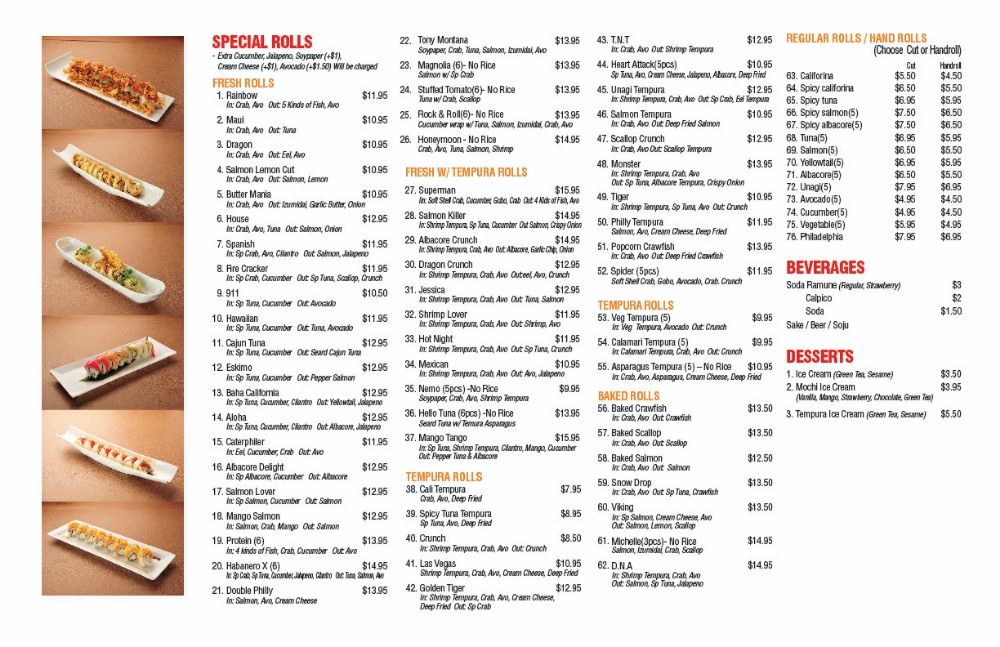 SPECIAL ROLLS
- Extra Cucumber, Jalapeno, Soypaper (+$1),
Cream Cheese (+$1), Avocado (+$1.50) Will be charged
FRESH ROLLS
1. Rainbow $11.95
In: Crab, Avo Out: 5 Kinds of Fish, Avo
2. Maui $10.95
In: Crab, Avo Out: Tuna
3. Dragon $10.95
In: Crab, Avo Out: Eel, Avo
4. Salmon Lemon Cut $10.95
In: Crab, Avo Out: Salmon, Lemon
5. Butter Mania $10.95
In: Crab, Avo Out: Izumidai, Garlic Butter, Onion
6. House $12.95
In: Crab, Avo, Tuna Out: Salmon, Onion
7. Spanish $11.95
In: Sp Crab, Avo, Cilantro Out: Salmon, Jalapeno
8. Fire Cracker $11.95
In: Sp Crab, Cucumber Out: Sp Tuna, Scallop, Crunch
9. 911 $10.50
In: Sp Tuna, Cucumber Out: Avocado
10. Hawaiian $11.95
In: Sp Tuna, Cucumber Out: Tuna, Avocado
11. Cajun Tuna $12.95
In: Sp Tuna, Cucumber Out: Seard Cajun Tuna
12. Eskimo $12.95
In: Sp Tuna, Cucumber Out: Pepper Salmon
13. Baha California $12.95
In: Sp Tuna, Cucumber, Cilantro Out: Yellowtail, Jalapeno
14. Aloha $12.95
In: Sp Tuna, Cucumber, Cilantro Out: Albacore, Jalapeno
15. Caterphiler $11.95
In: Eel, Cucumber, Crab Out: Avo
16. Albacore Delight $12.95
In: Sp Albacore, Cucumber Out: Albacore
17. Salmon Lover $12.95
In: Sp Salmon, Cucumber Out: Salmon
18. Mango Salmon $12.95
In: Salmon, Crab, Mango Out: Salmon
19. Protein (6) $13.95
In: 4 kinds of Fish, Crab, Cucumber Out: Avo
20. Habanero X (6) $14.95
In: Sp Crab, Sp Tuna, Cucumber, Jalapeno, Cilantro Out: Tuna, Salmon, Avo
21. Double Philly $13.95
In: Salmon, Avo, Cream Cheese
22. Tony Montana $13.95
Soypaper, Crab, Tuna, Salmon, Izumidai, Avo
23. Magnolia (6)- No Rice $13.95
Salmon w/ Sp Crab
24. Stuffed Tomato(6)- No Rice $13.95
Tuna w/ Crab, Scallop
25. Rock & Roll(6)- No Rice $13.95
Cucumber wrap w/ Tuna, Salmon, Izumidai, Crab, Avo
26. Honeymoon - No Rice $14.95
Crab, Avo, Tuna, Salmon, Shrimp
FRESH W/ TEMPURA ROLLS
27. Superman $15.95
In: Soft Shell Crab, Cucumber, Gobo, Crab Out: 4 Kids of Fish, Avo
28. Salmon Killer $14.95
In: Shrimp Tempura, Sp Tuna, Cucumber Out: Salmon, Crispy Onion
29. Albacore Crunch $14.95
In: Shrimp Tempura, Crab, Avo Out: Albacore, Garlic Chip, Onion
30. Dragon Crunch $12.95
In: Shrimp Tempura, Crab, Avo Out:eel, Avo, Crunch
31. Jessica $12.95
In: Shrimp Tempura, Crab, Avo Out: Tuna, Salmon
32. Shrimp Lover $11.95
In: Shrimp Tempura, Crab, Avo Out: Shrimp, Avo
33. Hot Night $11.95
In: Shrimp Tempura, Crab, Avo Out: Sp Tuna, Crunch
34. Mexican $10.95
In: Shrimp Tempura, Crab, Avo Out: Avo, Jalapeno
35. Nemo (5pcs) -No Rice $9.95
Soypaper, Crab, Avo, Shrimp Tempura
36. Hello Tuna (6pcs) -No Rice $13.95
Seard Tuna w/ Temura Asparagus
37. Mango Tango $15.95
In: Sp Tuna, Shrimp Tempura, Cilantro, Mango, Cucumber
Out: Pepper Tuna & Albacore
TEMPURA ROLLS
38. Cali Tempura $7.95
Crab, Avo, Deep Fried
39. Spicy Tuna Tempura $8.95
Sp Tuna, Avo, Deep Fried
40. Crunch $8.50
In: Shrimp Tempura, Crab, Avo Out: Crunch
41. Las Vegas $10.95
Shrimp Tempura, Crab, Avo, Cream Cheese, Deep Fried
42. Golden Tiger $12.95
In: Shrimp Tempura, Crab, Avo, Cream Cheese,
Deep Fried Out: Sp Crab
43. T.N.T $12.95
In: Crab, Avo Out: Shrimp Tempura
44. Heart Attack(5pcs) $10.95
Sp Tuna, Avo, Cream Cheese, Jalapeno, Albacore, Deep Fried
45. Unagi Tempura $12.95
In: Shrimp Tempura, Crab, Avo Out: Sp Crab, Eel Tempura
46. Salmon Tempura $10.95
In: Crab, Avo Out: Deep Fried Salmon
47. Scallop Crunch $12.95
In: Crab, Avo Out: Scallop Tempura
48. Monster $13.95
In: Shrimp Tempura, Crab, Avo
Out: Sp Tuna, Albacore Tempura, Crispy Onion
49. Tiger $10.95
In: Shrimp Tempura, Sp Tuna, Avo Out: Crunch
50. Philly Tempura $11.95
Salmon, Avo, Cream Cheese, Deep Fried
51. Popcorn Crawfish $13.95
In: Crab, Avo Out: Deep Fried Crawfish
52. Spider (5pcs) $11.95
Soft Shell Crab, Gobo, Avocado, Crab. Crunch
TEMPURA ROLLS
53. Veg Tempura (5) $9.95
In: Veg Tempura, Avocado Out: Crunch
54. Calamari Tempura (5) $9.95
In: Calamari Tempura, Crab, Avo Out: Crunch
55. Asparagus Tempura (5) – No Rice $10.95
In: Crab, Avo, Asparagus, Cream Cheese, Deep Fried
BAKED ROLLS
56. Baked Crawfish $13.50
In: Crab, Avo Out: Crawfish
57. Baked Scallop $13.50
In: Crab, Avo Out: Scallop
58. Baked Salmon $12.50
In: Crab, Avo Out: Salmon
59. Snow Drop $13.50
In: Crab, Avo Out: Sp Tuna, Crawfish
60. Viking $13.50
In: Sp Salmon, Cream Cheese, Avo
Out: Salmon, Lemon, Scallop
61. Michelle(3pcs)- No Rice $14.95
Salmon, Izumidai, Crab, Scallop
62. D.N.A $14.95
In: Shrimp Tempura, Crab, Avo
Out: Salmon, Sp Tuna, Jalapeno
REGULAR ROLLS / HAND ROLLS
(Choose Cut or Handroll)
Cut Handroll
63. Califorina $5.50 $4.50
64. Spicy califorina $6.50 $5.50
65. Spicy tuna $6.95 $5.95
66. Spicy salmon(5) $7.50 $6.50
67. Spicy albacore(5) $7.50 $6.50
68. Tuna(5) $6.95 $5.95
69. Salmon(5) $6.50 $5.50
70. Yellowtail(5) $6.95 $5.95
71. Albacore(5) $6.50 $5.50
72. Unagi(5) $7.95 $6.95
73. Avocado(5) $4.95 $4.50
74. Cucumber(5) $4.95 $4.50
75. Vegetable(5) $5.95 $4.95
76. Philadelphia $7.95 $6.95
BEVERAGES
Soda Ramune (Regular, Strawberry) $3
Calpico $2
Soda $1.50
Sake / Beer / Soju
DESSERTS
1. Ice Cream (Green Tea, Sesame) $3.50
2. Mochi Ice Cream $3.95
(Vanilla, Mango, Strawberry, Chocolate, Green Tea)
3. Tempura Ice Cream (Green Tea, Sesame) $5.50